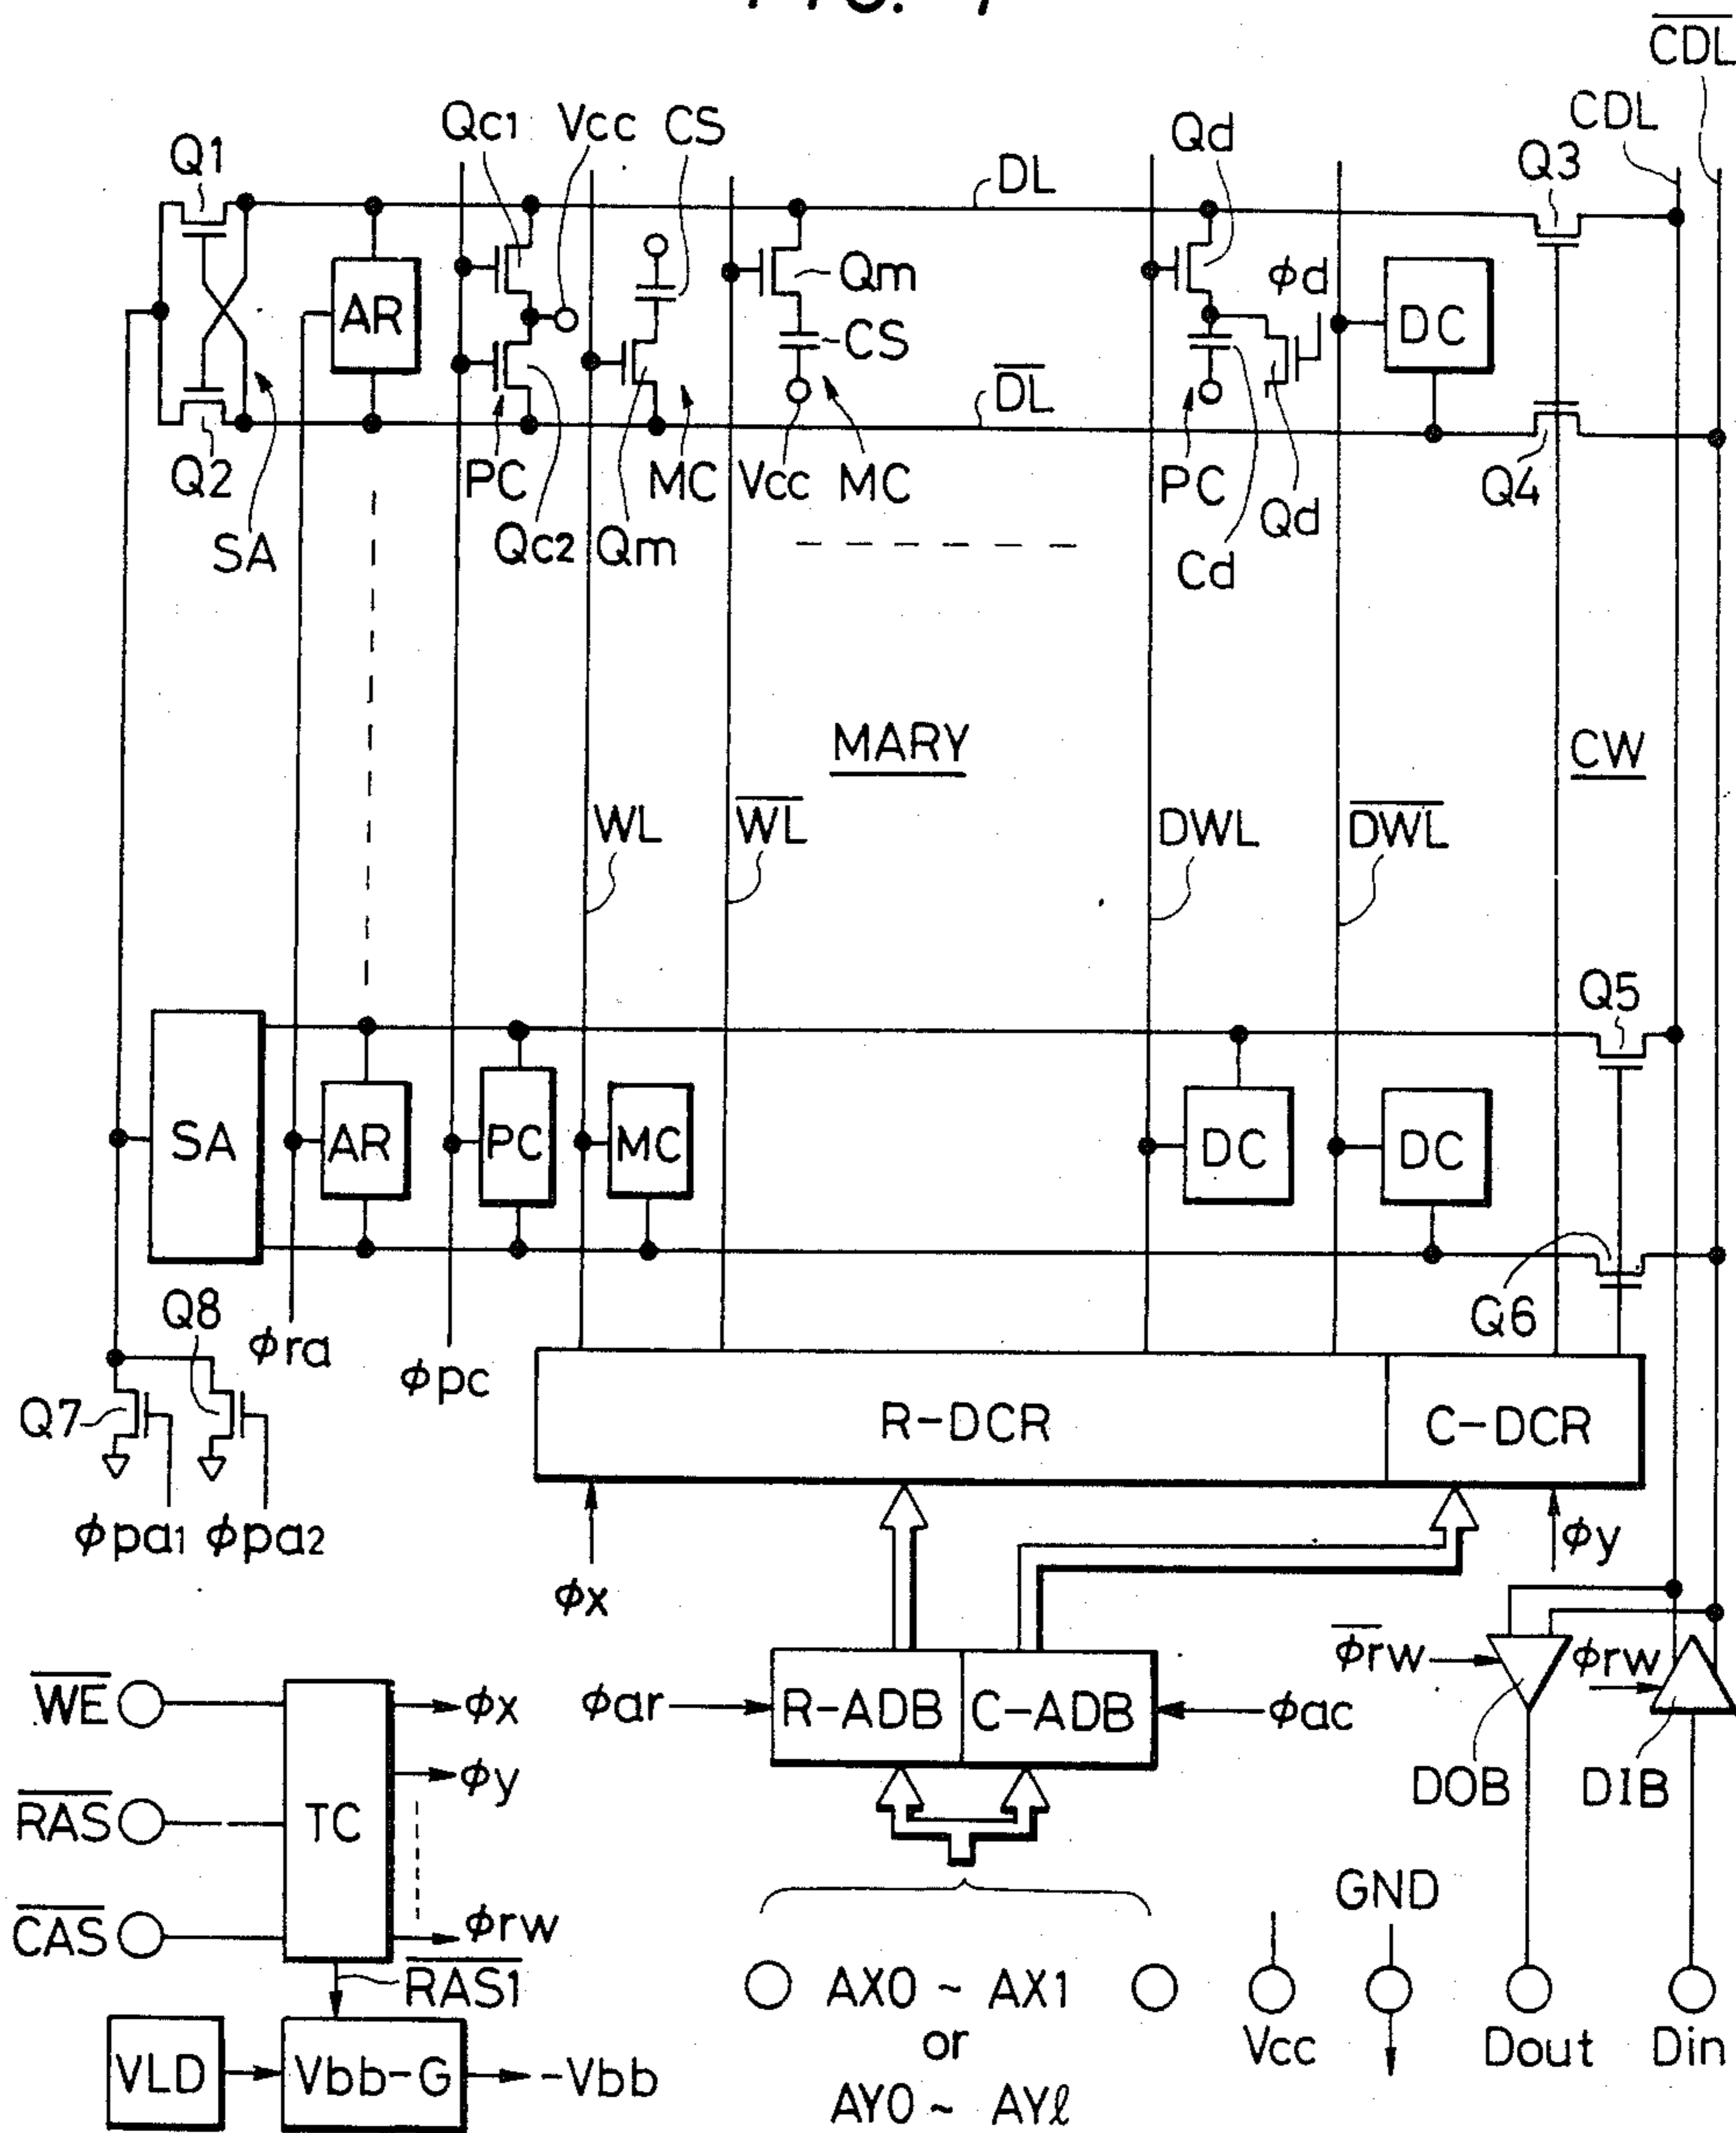 FIG. 1
CDL
CDL
Qc1 Vcc CS
Q1
Qd
Q3
DL
AR
Qm
φd
DC
CS
DL
Q2
PC
MC
Vcc
MC
PC
Q4
SA
Qc2
Qm
Qd
Cd
MARY
CW
WL
WL
DWL
DWL
Q5
SA
AR
PC
MC
DC
DC
Q8
Q6
φra
φpc
Q7
R-DCR
C-DCR
φpa1
φpa2
φx
φy
φrw
φrw
WE
φx
φar
R-ADB
C-ADB
φac
φy
DOB
DIB
RAS
TC
GND
CAS
φrw
RAS1
AX0 ~ AX1
or
AY0 ~ AYℓ
Vcc
Dout
Din
VLD
Vbb-G
-Vbb